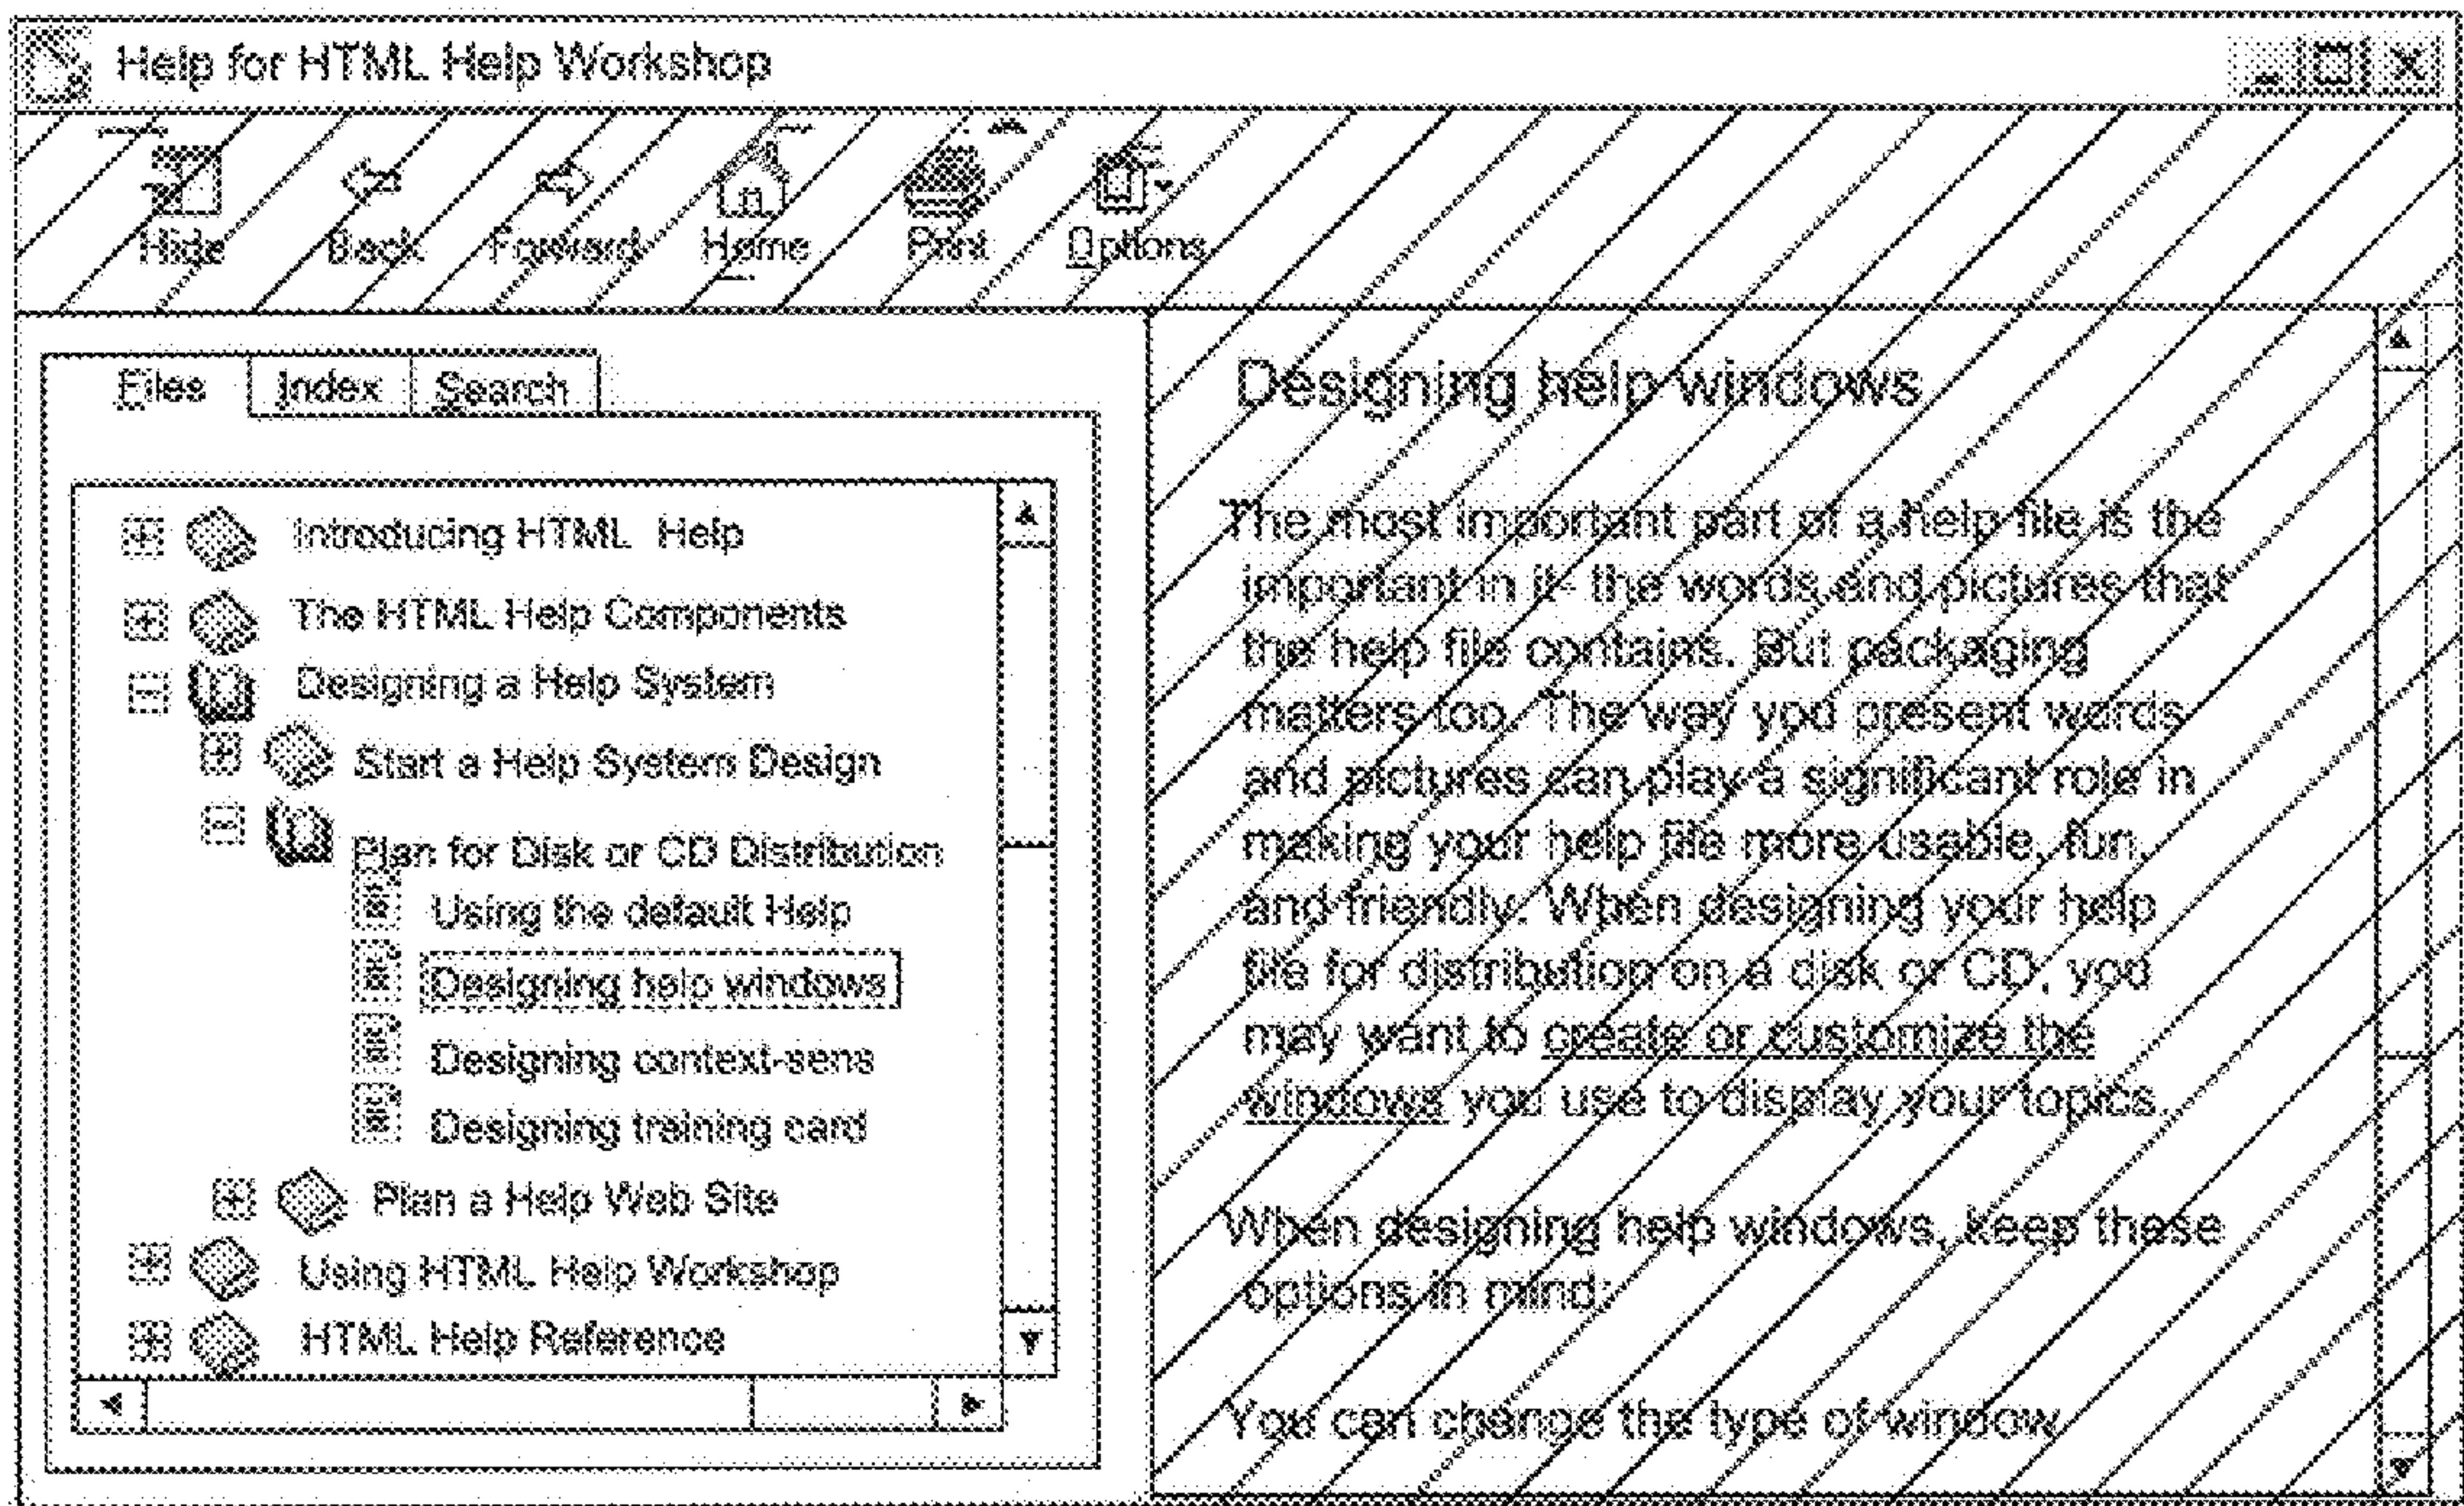 Help for HTML Help Workshop
Hide Back Forward Home Print Options
Files Index Search
Introducing HTML Help
The HTML Help Components
Designing a Help System
Start a Help System Design
Plan for Disk or CD Distribution
Using the default Help
Designing help windows
Designing context-sens
Designing training card
Plan a Help Web Site
Using HTML Help Workshop
HTML Help Reference
Designing help windows
The most important part of a help file is the
important in it- the words and pictures that
the help file contains. But packaging
matters too. The way you present words
and pictures can play a significant role in
making your help file more usable, fun,
and friendly. When designing your help
file for distribution on a disk or CD, you
may want to create or customize the
windows you use to display your topics.
When designing help windows, keep these
options in mind:
You can change the type of window